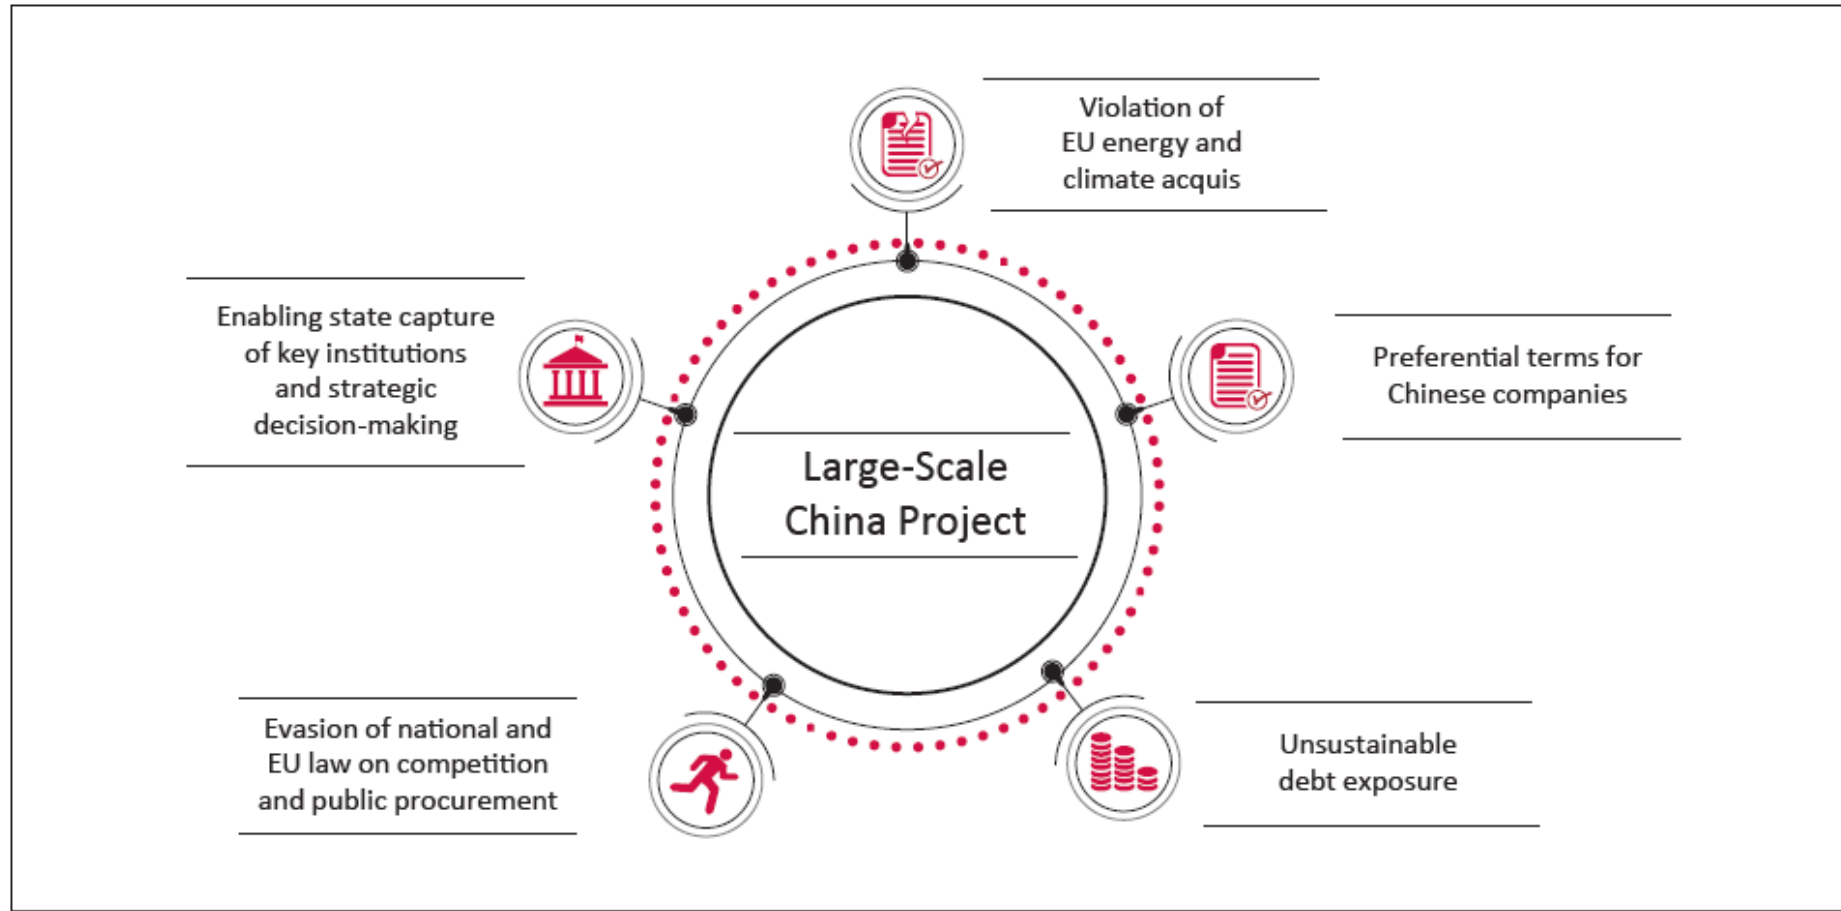 Violation of
EU energy and
climate acquis
Enabling state capture
of key institutions
and strategic
decision-making
Preferential terms for
Chinese companies
Large-Scale
China Project
Evasion of national and
EU law on competition
and public procurement
Unsustainable
debt exposure